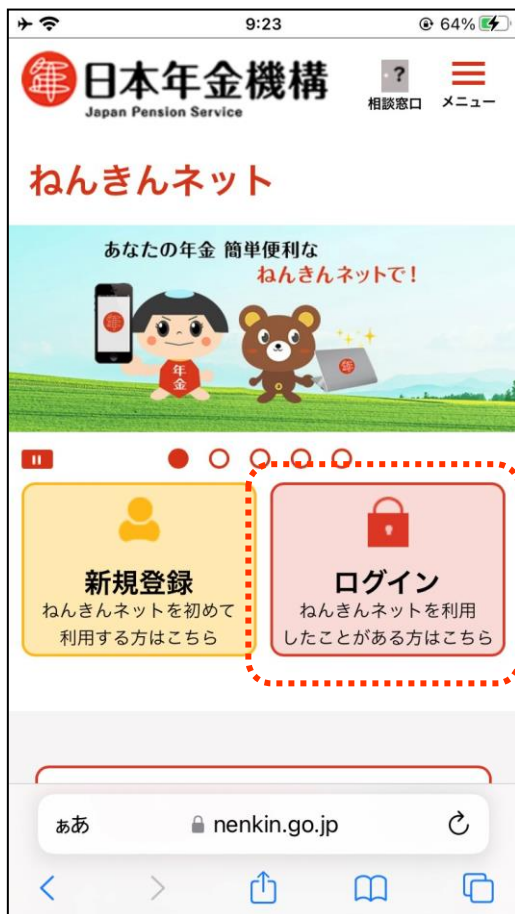 9:23
64%
年
日本年金機構
Japan Pension Service
?
相談窓口
メニュー
ねんきんネット
あなたの年金 簡単便利な
ねんきんネットで!
年
年
年金
新規登録
ねんきんネットを初めて
利用する方はこちら
ログイン
ねんきんネットを利用
したことがある方はこちら
ぁあ
nenkin.go.jp